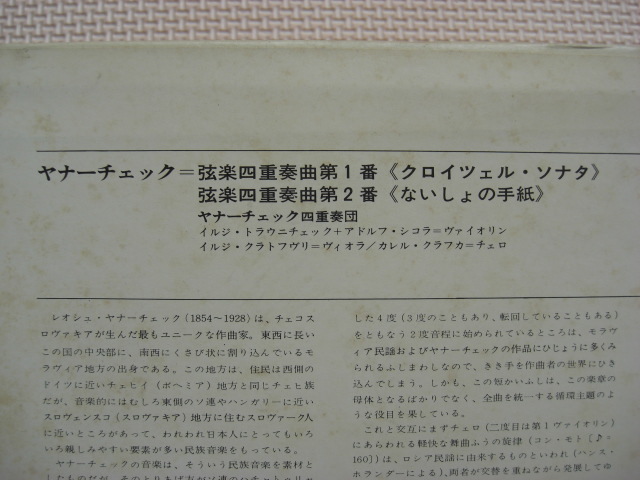 ヤナーチェック＝弦楽四重奏曲第1番《クロイツェル・ソナタ》
弦楽四重奏曲第2番《ないしょの手紙》
ヤナーチェック四重奏団
イルジ・トラウニチェック＋アドルフ・シコラ＝ヴァイオリン
イルジ・クラトフヴリ＝ヴィオラ／カレル・クラフカ＝チェロ
レオシュ・ヤナーチェック（1854〜1928）は、チェコス
ロヴァキアが生んだ最もユニークな作曲家。東西に長い
この国の中央部に、南西にくさび状に割り込んでいるモ
ラヴィア地方の出身である。この地方は、住民は西側の
ドイツに近いチェヒイ（ボヘミア）地方と同じチェヒ族
だが、音楽的にはむしろ東側のソ連やハンガリーに近い
スロヴェンスコ（スロヴァキア）地方に住むスロヴァーク人
に近いところがあって、われわれ日本人にとってもいろ
いろ親しみやすい要素が多い民族音楽をもっている。
ヤナーチェックの音楽は、そういう民族音楽を素材と
した4度（3度のこともあり、転回していることもある）
をともなう2度音程に始められているところは、モラヴ
ィア民謡およびヤナーチェックの作品にひじょうに多くみ
られるふしまわしなので、きき手を作曲者の世界にひき
込んでしまう。しかも、この短かいふしは、この楽章の
母体となるばかりでなく、全曲を統一する循環主題のよ
うな役目を果している。
これと交互にまずチェロ（二度目は第1ヴァイオリン）
にあらわれる軽快な舞曲ふうの旋律（コン・モト〔♪＝
160〕）は、ロシア民謡に由来するものといわれ（ハンス・
ホランダーによる）、両者が交替を重ねながら発展してゆ